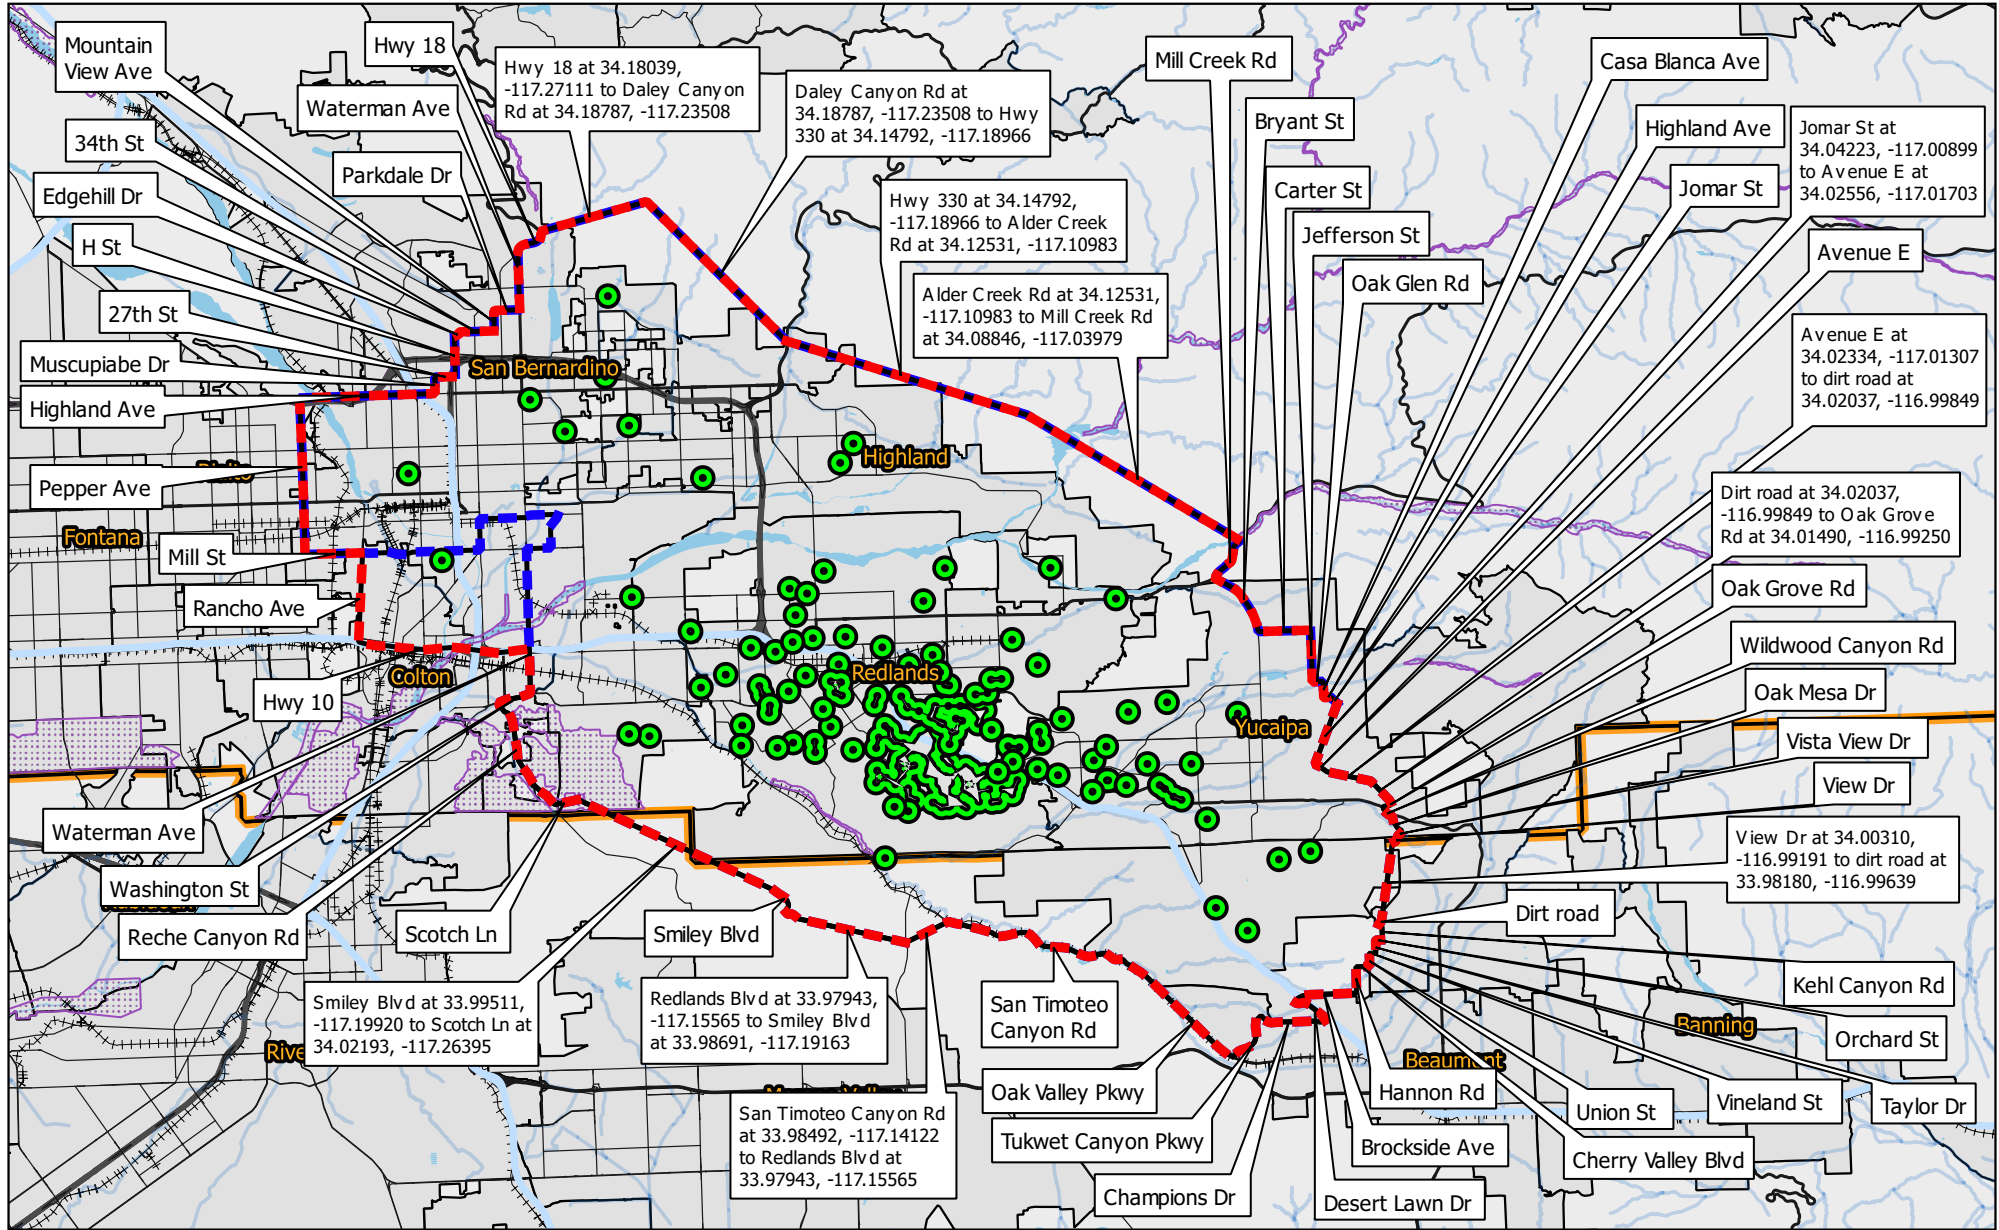 Mountain
View Ave
Hwy 18
Hwy 18 at 34.18039,
-117.27111 to Daley Canyon
Rd at 34.18787, -117.23508
Daley Canyon Rd at
34.18787, -117.23508 to Hwy
330 at 34.14792, -117.18966
Mill Creek Rd
Casa Blanca Ave
Waterman Ave
Bryant St
Highland Ave
Jomar St at
34.04223, -117.00899
to Avenue E at
34.02556, -117.01703
34th St
Parkdale Dr
Carter St
Jomar St
Edgehill Dr
Hwy 330 at 34.14792,
-117.18966 to Alder Creek
Rd at 34.12531, -117.10983
Jefferson St
Avenue E
H St
Oak Glen Rd
Alder Creek Rd at 34.12531,
-117.10983 to Mill Creek Rd
at 34.08846, -117.03979
27th St
Avenue E at
34.02334, -117.01307
to dirt road at
34.02037, -116.99849
Muscupiabe Dr
San Bernardino
Highland Ave
Highland
Pepper Ave
Dirt road at 34.02037,
-116.99849 to Oak Grove
Rd at 34.01490, -116.99250
Fontana
Mill St
Oak Grove Rd
Rancho Ave
Wildwood Canyon Rd
Colton
Redlands
Oak Mesa Dr
Hwy 10
Yucaipa
Vista View Dr
View Dr
Waterman Ave
View Dr at 34.00310,
-116.99191 to dirt road at
33.98180, -116.99639
Washington St
Dirt road
Reche Canyon Rd
Scotch Ln
Smiley Blvd
Kehl Canyon Rd
Smiley Blvd at 33.99511,
-117.19920 to Scotch Ln at
34.02193, -117.26395
Redlands Blvd at 33.97943,
-117.15565 to Smiley Blvd
at 33.98691, -117.19163
San Timoteo
Canyon Rd
Banning
Orchard St
Beaumont
Oak Valley Pkwy
Hannon Rd
Union St
Vineland St
Taylor Dr
San Timoteo Canyon Rd
at 33.98492, -117.14122
to Redlands Blvd at
33.97943, -117.15565
Tukwet Canyon Pkwy
Brockside Ave
Cherry Valley Blvd
Champions Dr
Desert Lawn Dr